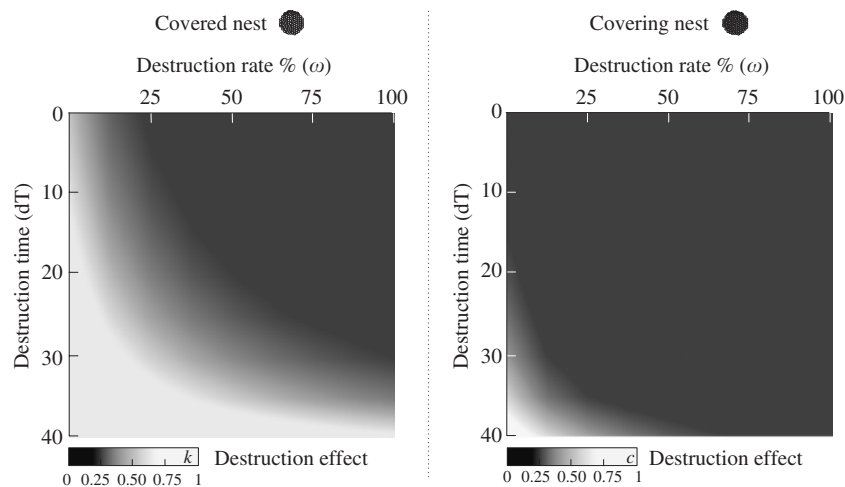 Covered nest
Destruction rate % (ω)
25 50 75 100
0
10
20
30
40
Destruction time (dT)
k
0 0.25 0.50 0.75 1
Destruction effect
Covering nest
Destruction rate % (ω)
25 50 75 100
0
10
20
30
40
Destruction time (dT)
c
0 0.25 0.50 0.75 1
Destruction effect